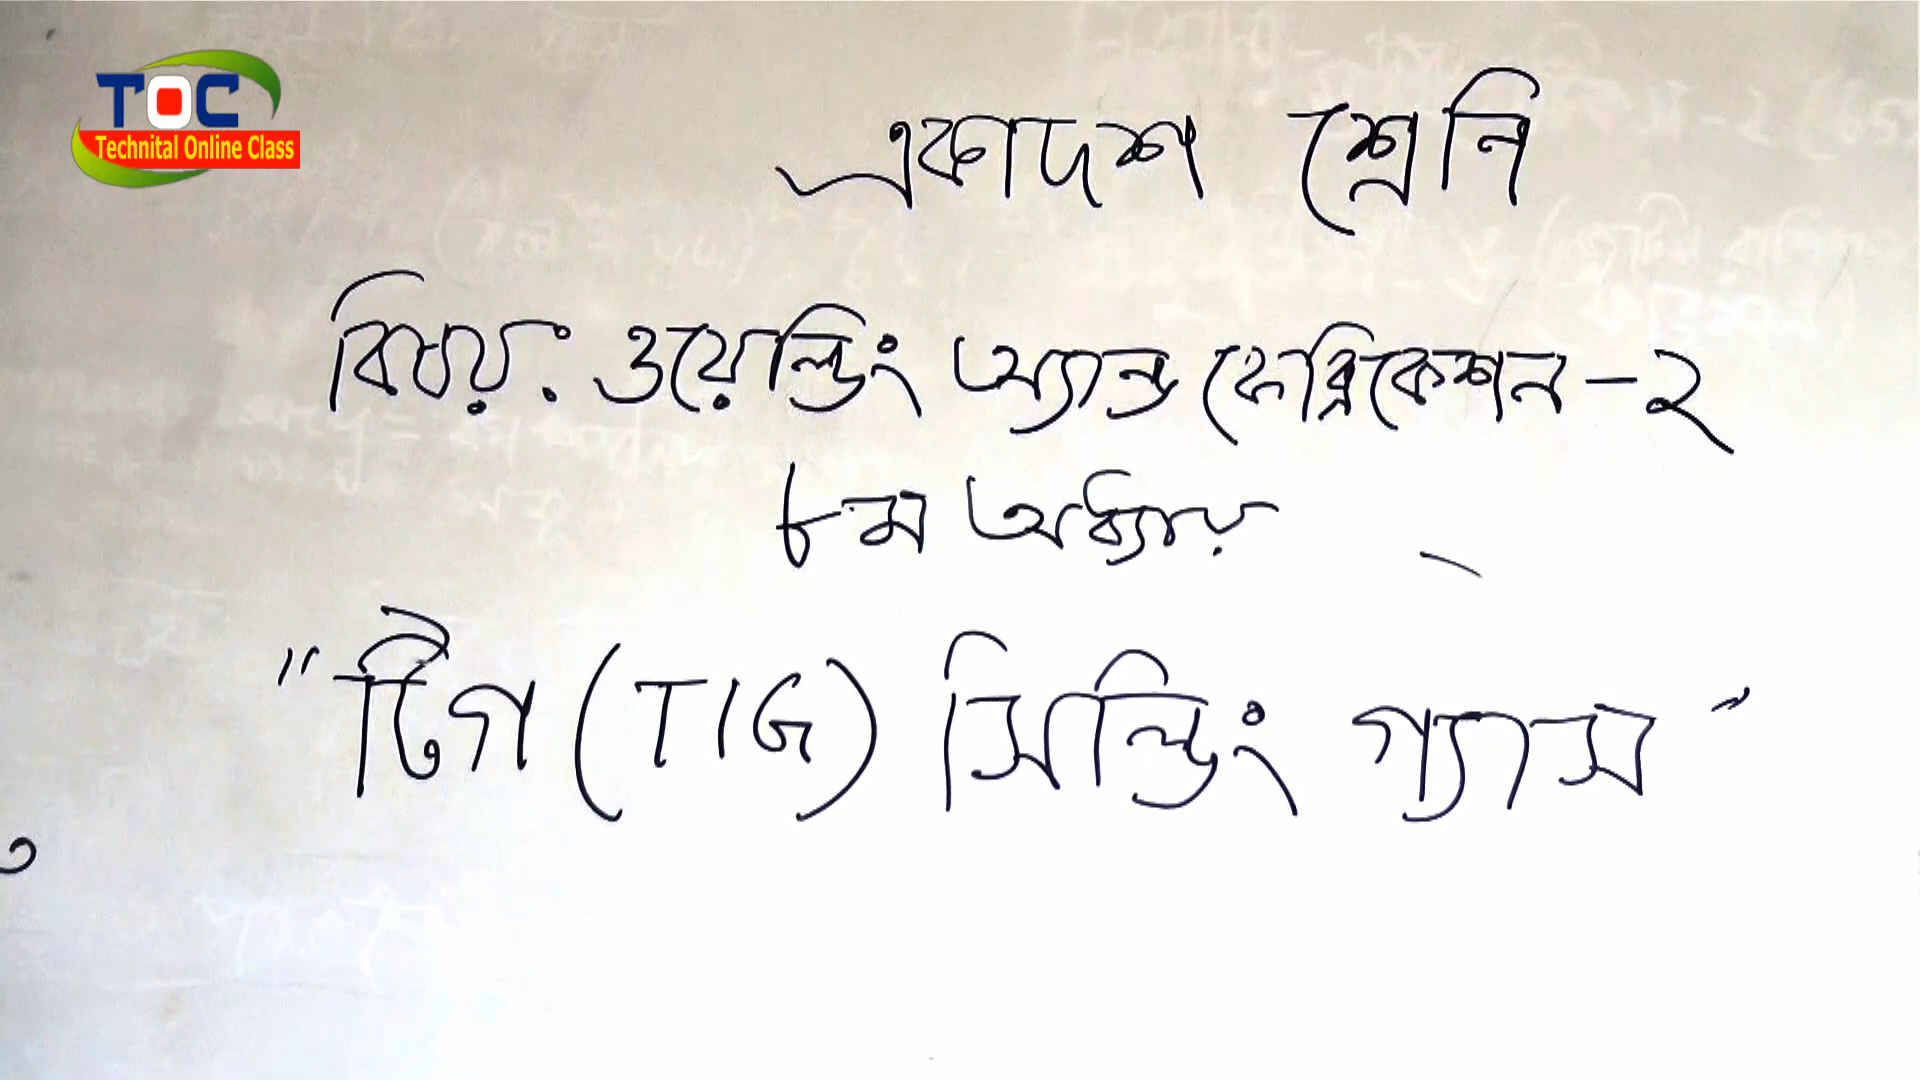 TOC
Technital Online Class
একাদশ শ্রেনি
বিষয়: ওয়েল্ডিং অ্যান্ড ফেব্রিকেশন-২
৮ম অধ্যায়
"টিগ (TIG) সিল্ডিং গ্যাস"